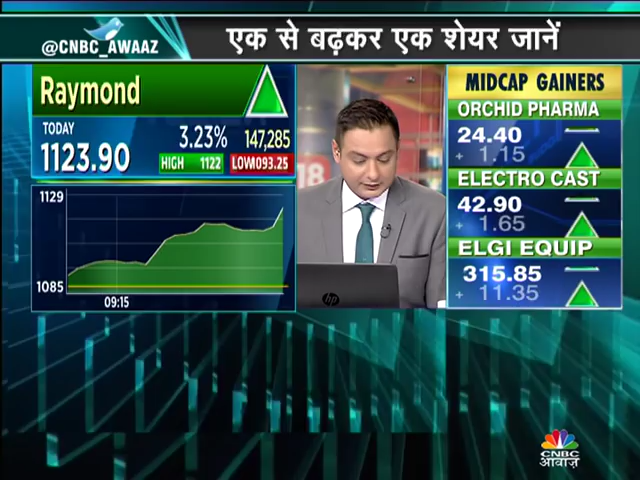 @CNBC_AWAAZ
एक से बढ़कर एक शेयर जानें
Raymond
TODAY
1123.90
3.23%
147,285
HIGH 1122
LOW093.25
1129
1085
09:15
18
hp
MIDCAP GAINERS
ORCHID PHARMA
24.40
+ 1.15
ELECTRO CAST
42.90
+ 1.65
ELGI EQUIP
315.85
+ 11.35
CNBC
आवाज़